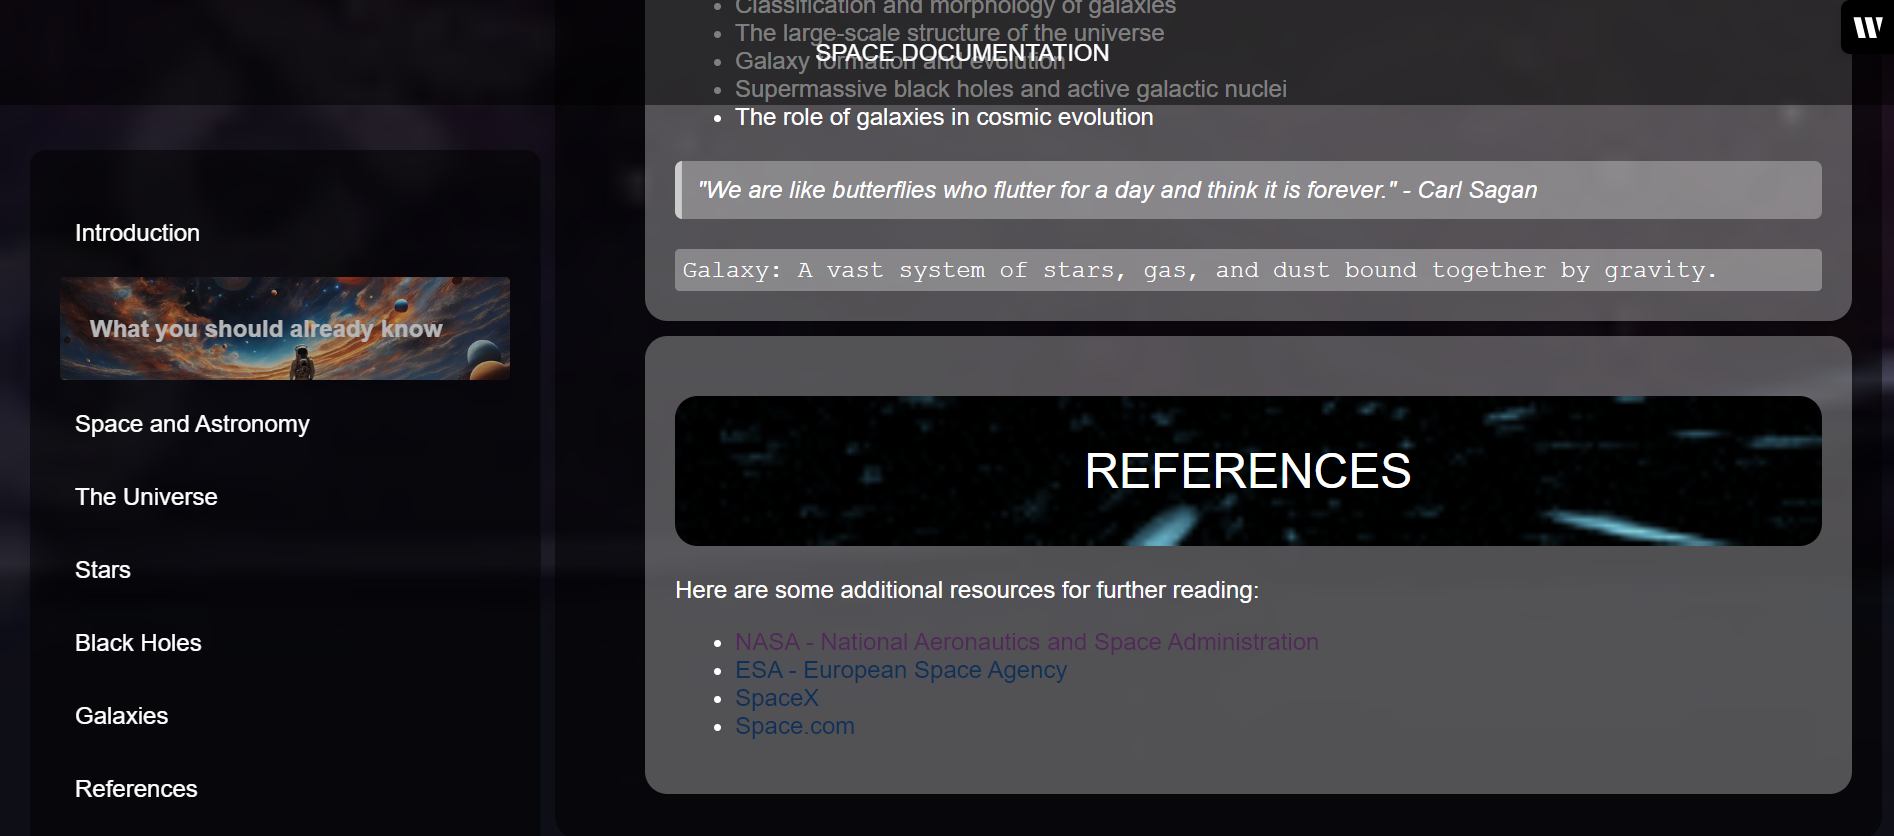 Classification and morphology of galaxies
The large-scale structure of the universe
SPACE DOCUMENTATION
Galaxy formation and evolution
Supermassive black holes and active galactic nuclei
The role of galaxies in cosmic evolution
"We are like butterflies who flutter for a day and think it is forever." - Carl Sagan
Galaxy: A vast system of stars, gas, and dust bound together by gravity.
Introduction
What you should already know
Space and Astronomy
The Universe
Stars
Black Holes
Galaxies
References
REFERENCES
Here are some additional resources for further reading:
NASA - National Aeronautics and Space Administration
ESA - European Space Agency
SpaceX
Space.com